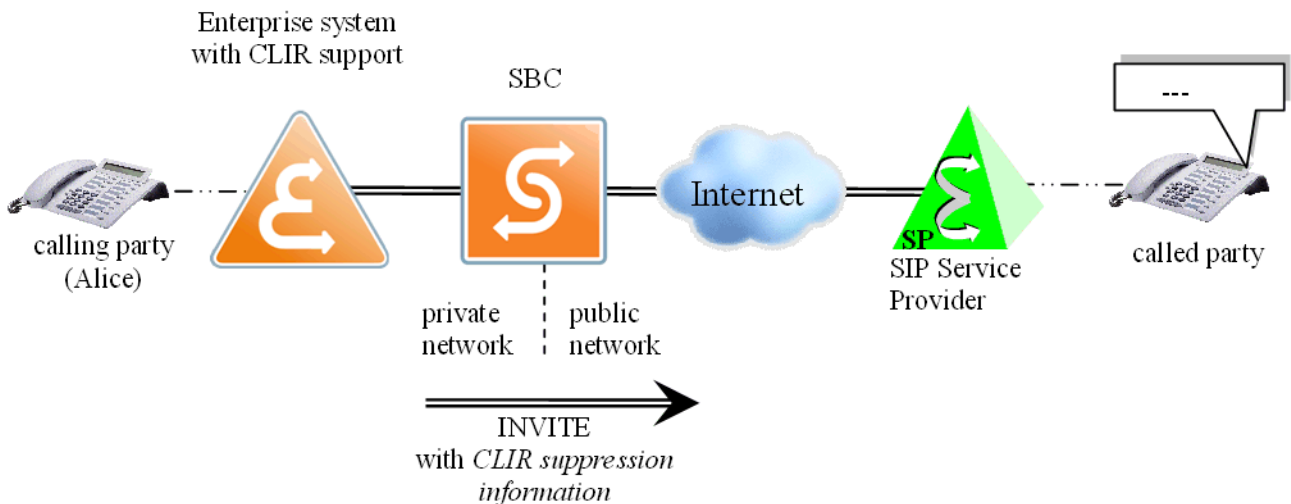 Enterprise system
with CLIR support
SBC
---
Internet
SP
calling party
(Alice)
SIP Service
Provider
called party
private
network
public
network
INVITE
with CLIR suppression
information